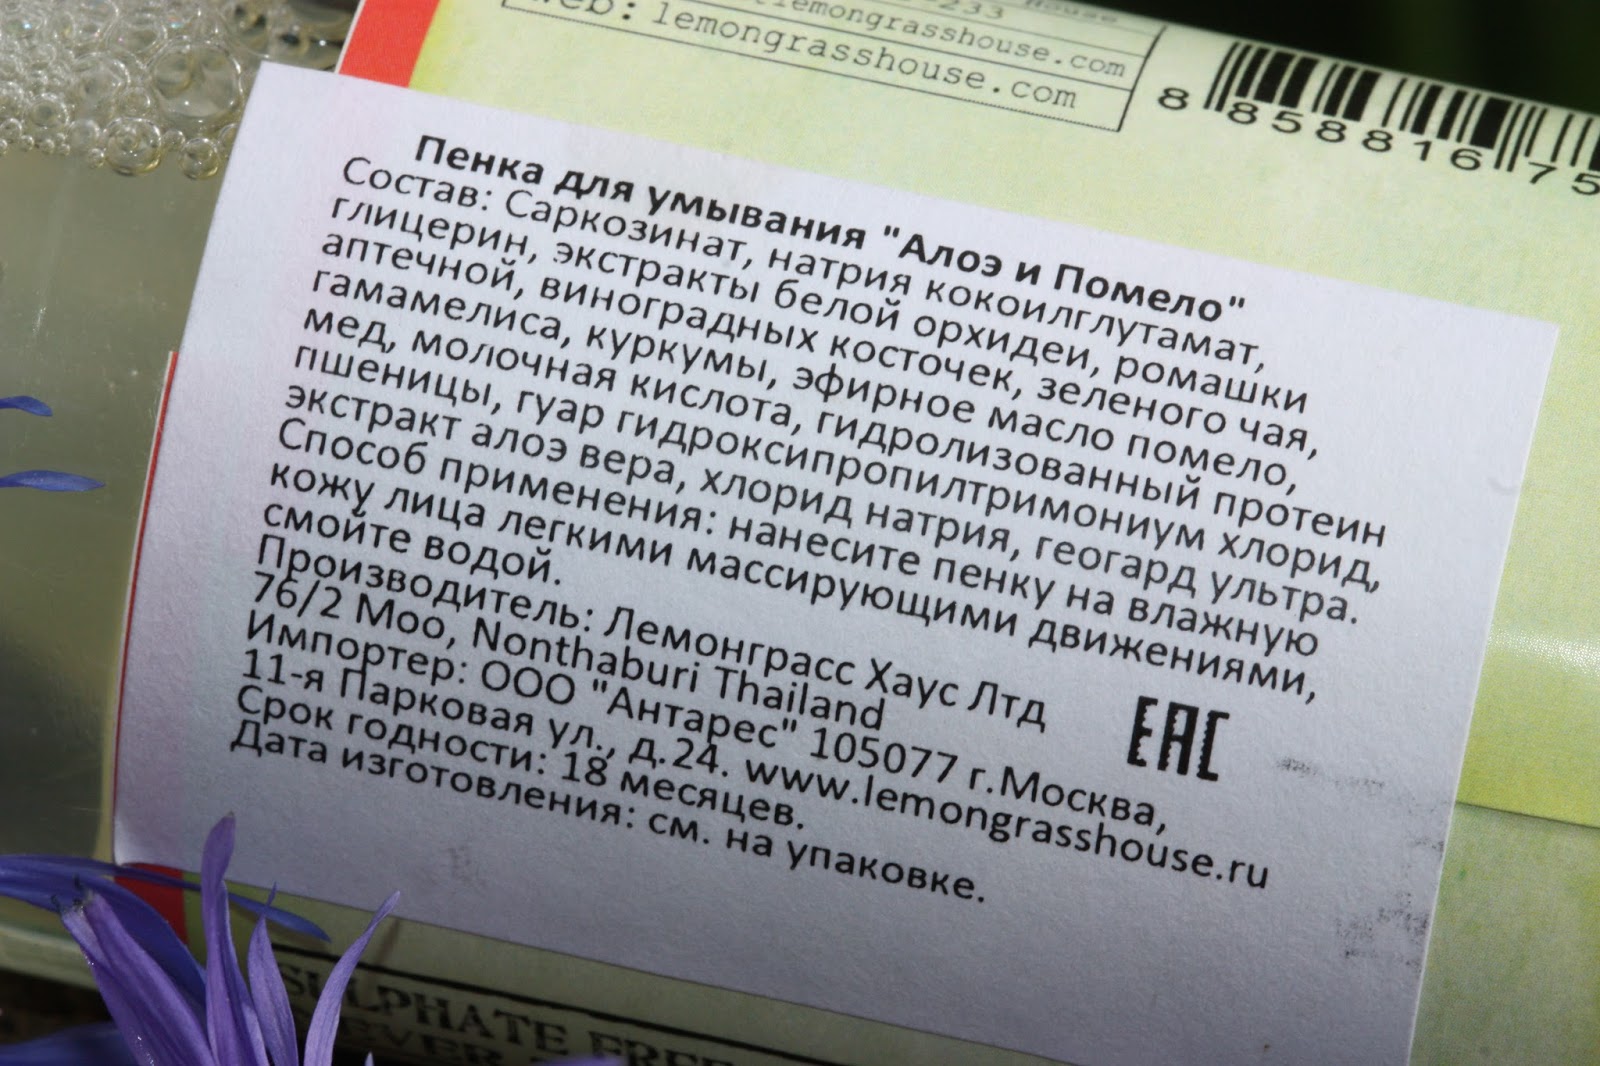 lemongrasshouse.com
web: lemongrasshouse.com
8 858816 75
Пенка для умывания "Алоэ и Помело"
Состав: Саркозинат, натрия кокоилглутамат,
глицерин, экстракты белой орхидеи, ромашки
аптечной, виноградных косточек, зеленого чая,
гамамелиса, куркумы, эфирное масло помело,
мед, молочная кислота, гидролизованный протеин
пшеницы, гуар гидроксипропилтримониум хлорид,
экстракт алоэ вера, хлорид натрия, геогард ультра.
Способ применения: нанесите пенку на влажную
кожу лица легкими массирующими движениями,
смойте водой.
Производитель: Лемонграсс Хаус Лтд
76/2 Moo, Nonthaburi Thailand
Импортер: ООО "Антарес" 105077 г.Москва,
11-я Парковая ул., д.24. www.lemongrasshouse.ru
Срок годности: 18 месяцев.
Дата изготовления: см. на упаковке.
EAC
SULPHATE FREE